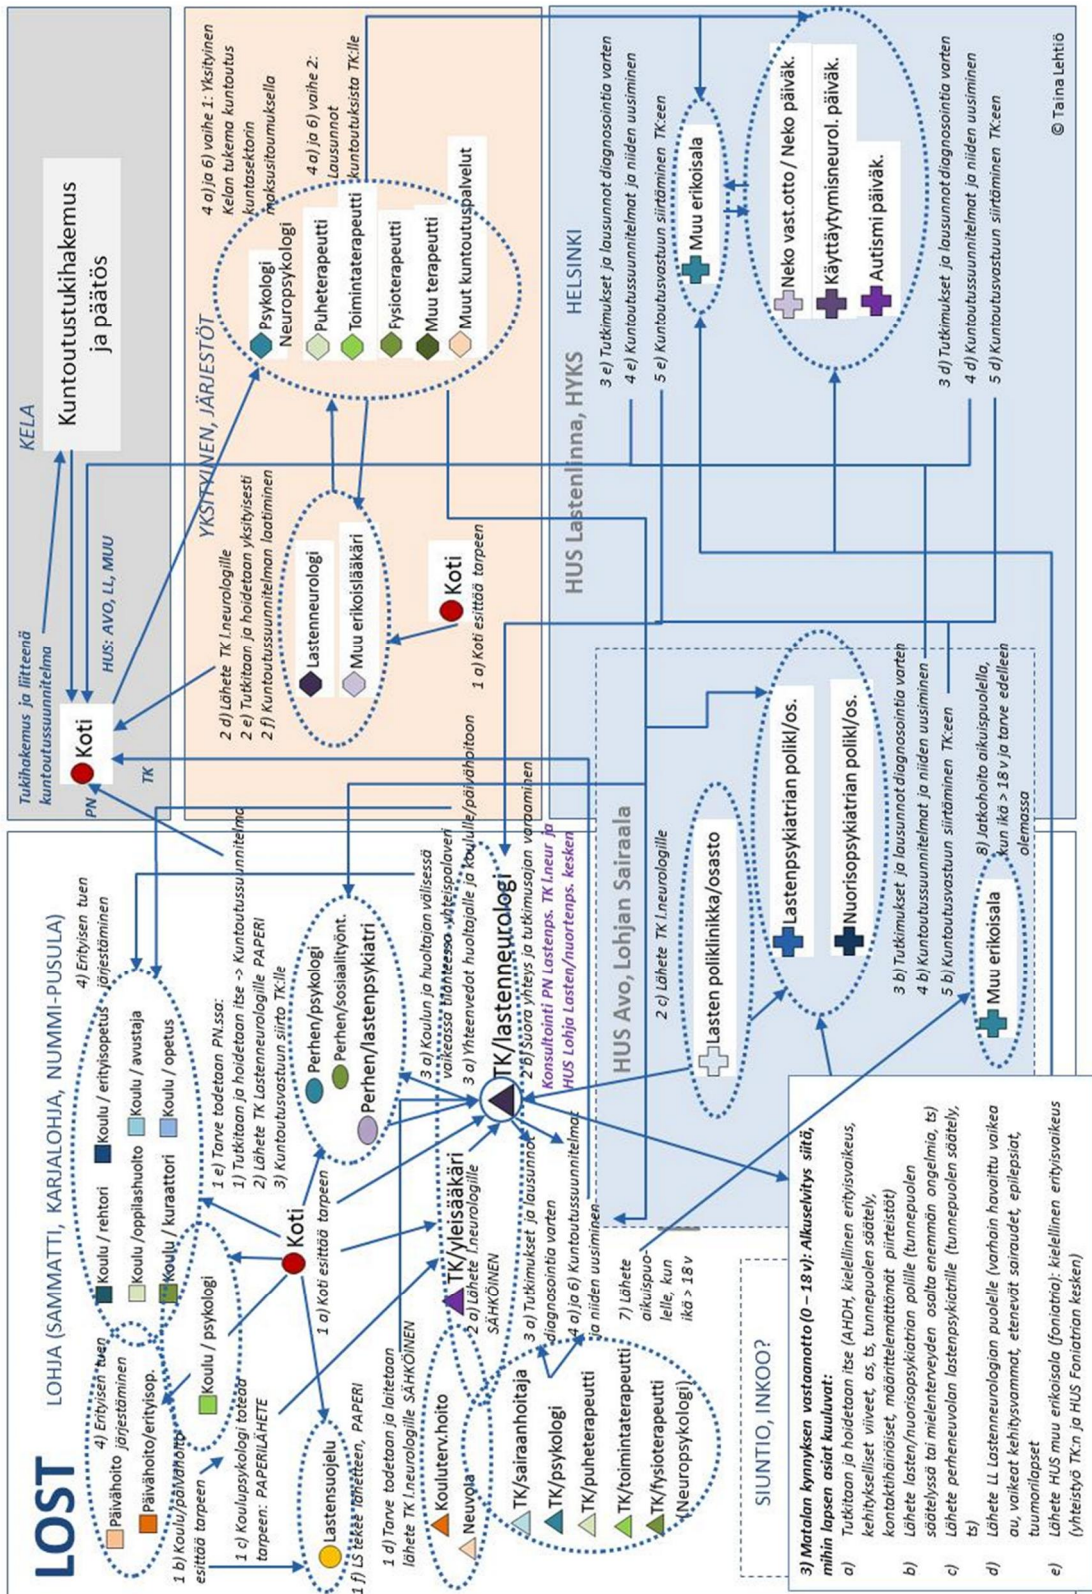 LOST
LOHJA (SAMMATTI, KARJALOHJA, NUMMI-PUSULA)
4) Erityisen tuen
järjestäminen
Päivähoito
Päivähoito/erityisop.
Koulu / rehtori
Koulu / erityisopetus
Koulu /oppilashuolto
Koulu / avustaja
Koulu / kuraattori
Koulu / opetus
Koulu / psykologi
4) Erityisen tuen
järjestäminen
1 b) Koulu/päivähoito
esittää tarpeen
1 c) Koulupsykologi toteaa
tarpeen: PAPERILÄHETE
Koti
1 e) Tarve todetaan PN.ssa:
1) Tutkitaan ja hoidetaan itse -> Kuntoutussuunnitelma
2) Lähete TK Lastenneurologille PAPERI
3) Kuntoutusvastuun siirto TK:lle
Lastensuojelu
1 f) LS tekee lähetteen, PAPERI
1 a) Koti esittää tarpeen
Perhen/psykologi
Perhen/sosiaalityönt.
Perhen/lastenpsykiatri
1 d) Tarve todetaan ja laitetaan
lähete TK l.neurologille SÄHKÖINEN
Kouluterv.hoito
Neuvola
TK/yleisääkäri
2 a) Lähete l.neurologille
SÄHKÖINEN
3 a) Koulun ja huoltajan välisessä
vaikeassa tilanteessa yhteispalaveri
3 a) Yhteenvedot huoltajalle ja koululle/päivähoitoon
TK/lastenneurologi
2 b) Suora yhteys ja tutkimusajan varaaminen
Konsultointi PN Lastenps. TK l.neur ja
HUS Lohja Lasten/nuortenps. kesken
TK/sairaanhoitaja
TK/psykologi
TK/puheterapeutti
TK/toimintaterapeutti
TK/fysioterapeutti
(Neuropsykologi)
3 a) Tutkimukset ja lausunnot
diagnosointia varten
4 a) ja 6) Kuntoutussuunnitelmat
ja niiden uusiminen
7) Lähete
aikuispuo-
lelle, kun
ikä > 18 v
SIUNTIO, INKOO?
3) Matalan kynnyksen vastaanotto (0 – 18 v): Alkuselvitys siitä,
mihin lapsen asiat kuuluvat:
a) Tutkitaan ja hoidetaan itse (AHDH, kielellinen erityisvaikeus,
kehitykselliset viiveet, as, ts, tunnepuolen säätely,
kontaktihäiriöiset, määrittelemättömät piirteistöt)
b) Lähete lasten/nuorisopsykiatrian polille (tunnepuolen
säätelyssä tai mielenterveyden osalta enemmän ongelmia, ts)
c) Lähete perheneuvolan lastenpsykiatrille (tunnepuolen säätely,
ts)
d) Lähete LL Lastenneurologian puolelle (varhain havaittu vaikea
au, vaikeat kehitysvammat, etenevät sairaudet, epilepsiat,
tuumorilapset
e) Lähete HUS muu erikoisala (foniatria): kielellinen erityisvaikeus
(yhteistyö TK:n ja HUS Foniatrian kesken)
KELA
Tukihakemus ja liitteenä
kuntoutussuunnitelma
Koti
PN
TK
HUS: AVO, LL, MUU
Kuntoutustukihakemus
ja päätös
YKSITYINEN, JÄRJESTÖT
2 d) Lähete TK l.neurologille
2 e) Tutkitaan ja hoidetaan yksityisesti
2 f) Kuntoutussuunnitelman laatiminen
Lastenneurologi
Muu erikoislääkäri
Koti
1 a) Koti esittää tarpeen
Psykologi
Neuropsykologi
Puheterapeutti
Toimintaterapeutti
Fysioterapeutti
Muu terapeutti
Muut kuntoutuspalvelut
4 a) ja 6) vaihe 1: Yksityinen
Kelan tukema kuntoutus
kuntasektorin
maksusitoumuksella
4 a) ja 6) vaihe 2:
Lausunnot
kuntoutuksista TK:lle
HUS Avo, Lohjan Sairaala
2 c) Lähete TK l.neurologille
Lasten poliklinikka/osasto
Lastenpsykiatrian polikl/os.
Nuorisopsykiatrian polikl/os.
3 b) Tutkimukset ja lausunnot diagnosointia varten
4 b) Kuntoutussuunnitelmat ja niiden uusiminen
5 b) Kuntoutusvastuun siirtäminen TK:een
Muu erikoisala
8) Jatkohoito aikuispuolella,
kun ikä > 18 v ja tarve edelleen
olemassa
HUS Lastenlinna, HYKS
HELSINKI
3 e) Tutkimukset ja lausunnot diagnosointia varten
4 e) Kuntoutussuunnitelmat ja niiden uusiminen
5 e) Kuntoutusvastuun siirtäminen TK:een
Muu erikoisala
Neko vast.otto / Neko päiväk.
Käyttäytymisneurol. päiväk.
Autismi päiväk.
3 d) Tutkimukset ja lausunnot diagnosointia varten
4 d) Kuntoutussuunnitelmat ja niiden uusiminen
5 d) Kuntoutusvastuun siirtäminen TK:een
© Taina Lehtiö